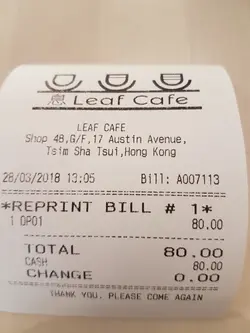 Leaf Cafe
LEAF CAFE
Shop 4B,G/F,17 Austin Avenue,
Tsim Sha Tsui,Hong Kong
28/03/2018 13:05 Bill: A007113
*REPRINT BILL # 1*
1 OP01 80.00
TOTAL 80.00
CASH 80.00
CHANGE 0.00
THANK YOU, PLEASE COME AGAIN